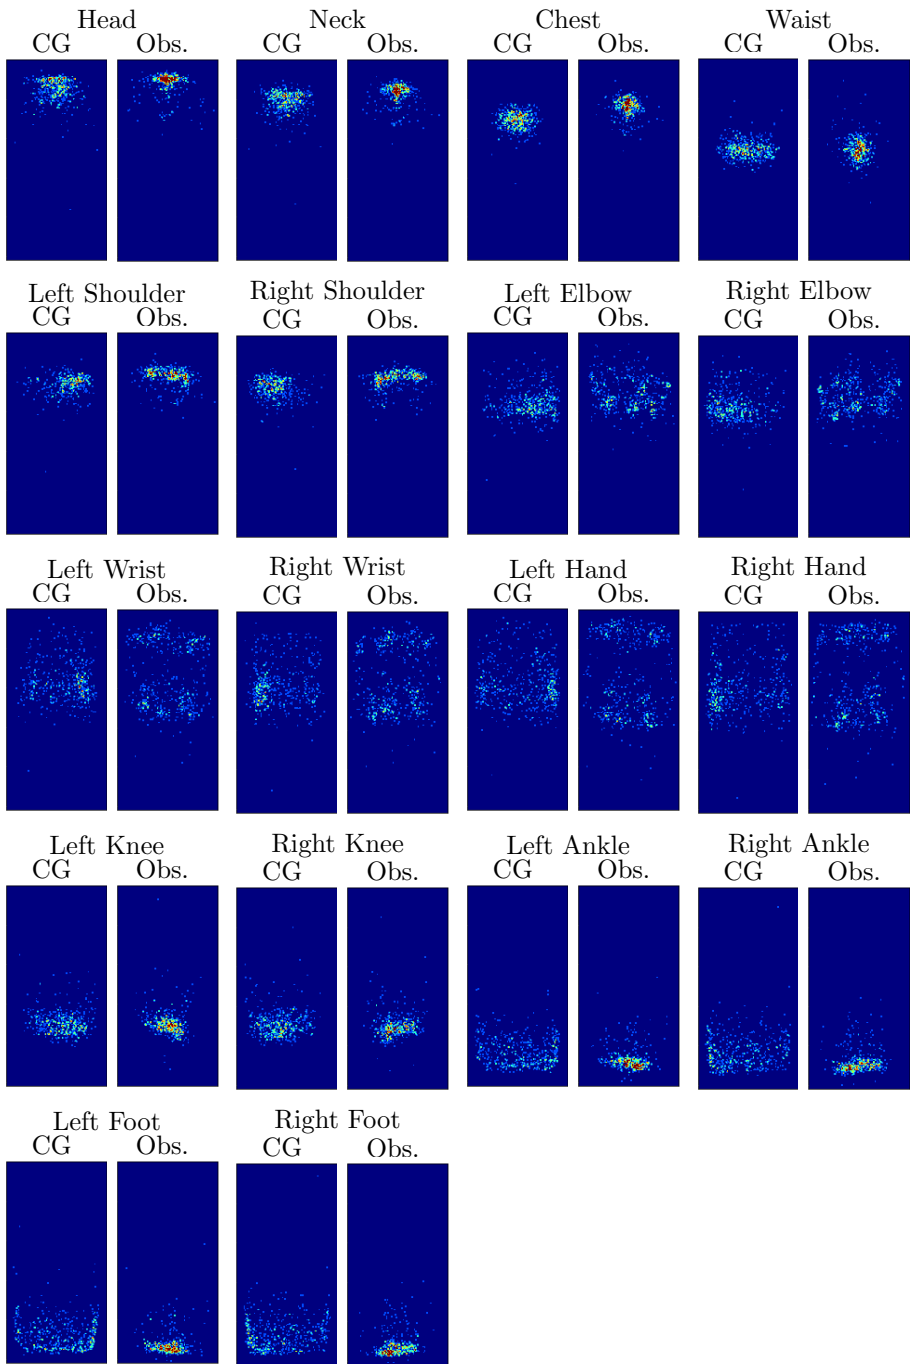 Head Neck Chest Waist
CG Obs. CG Obs. CG Obs. CG Obs.
Left Shoulder Right Shoulder Left Elbow Right Elbow
CG Obs. CG Obs. CG Obs. CG Obs.
Left Wrist Right Wrist Left Hand Right Hand
CG Obs. CG Obs. CG Obs. CG Obs.
Left Knee Right Knee Left Ankle Right Ankle
CG Obs. CG Obs. CG Obs. CG Obs.
Left Foot Right Foot
CG Obs. CG Obs.